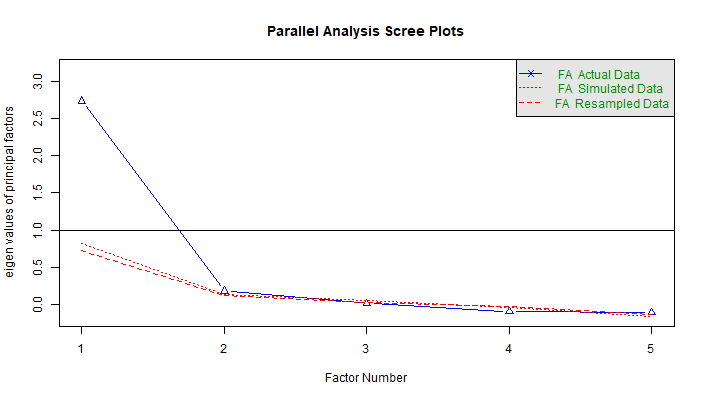 Parallel Analysis Scree Plots
FA Actual Data
FA Simulated Data
FA Resampled Data
eigen values of principal factors
3.0
2.5
2.0
1.5
1.0
0.5
0.0
1 2 3 4 5
Factor Number